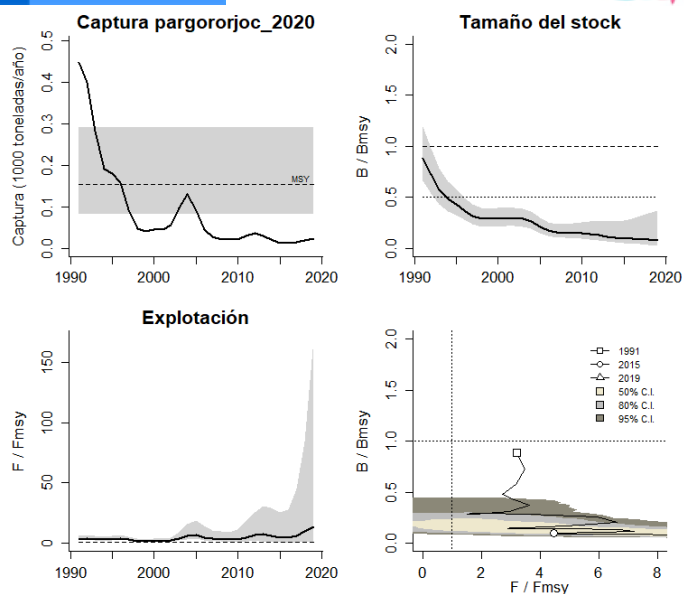 Captura pargororjoc_2020
Captura (1000 toneladas/año)
0.0 0.1 0.2 0.3 0.4 0.5
MSY
1990 2000 2010 2020
Tamaño del stock
B / Bmsy
0.0 0.5 1.0 1.5 2.0
1990 2000 2010 2020
Explotación
F / Fmsy
0 50 100 150
1990 2000 2010 2020
B / Bmsy
0.0 0.5 1.0 1.5 2.0
1991
2015
2019
50% C.I.
80% C.I.
95% C.I.
0 2 4 6 8
F / Fmsy